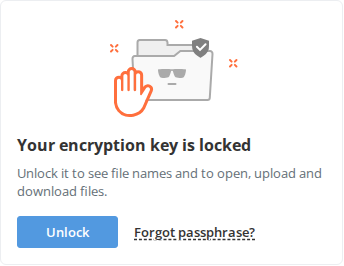 Your encryption key is locked
Unlock it to see file names and to open, upload and
download files.
Unlock
Forgot passphrase?